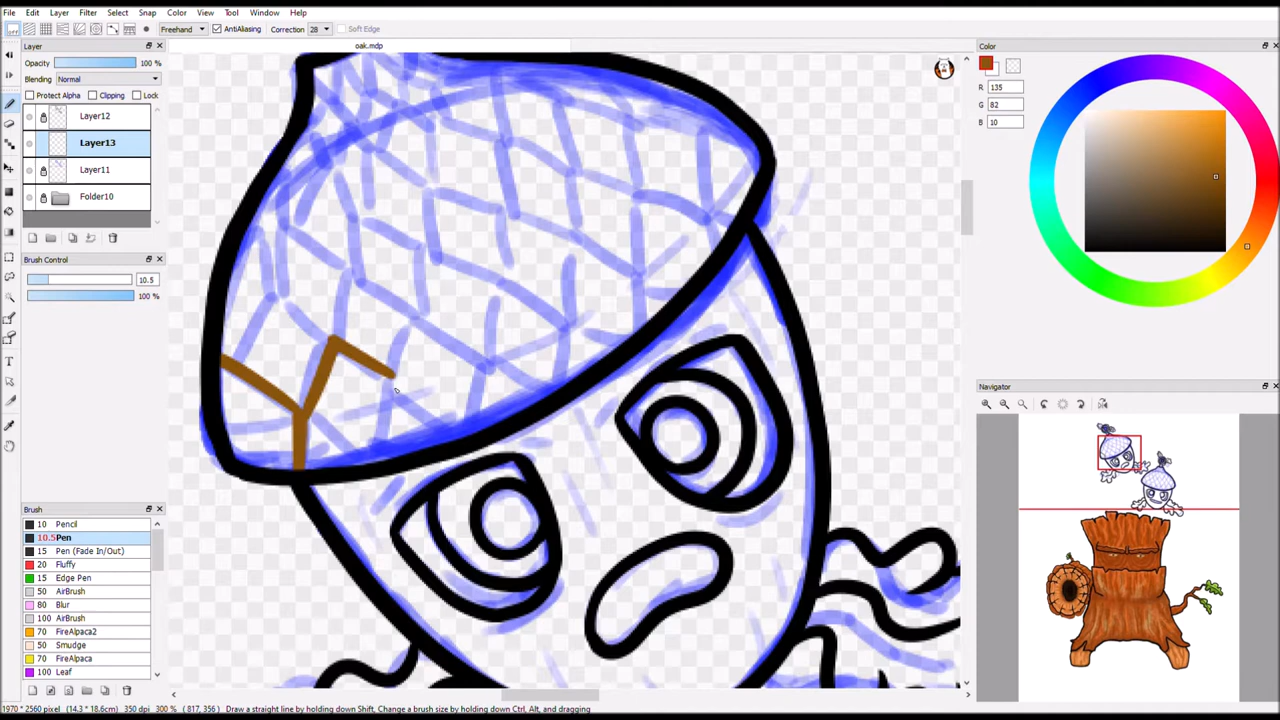 File Edit Layer Filter Select Snap Color View Tool Window Help
OFF Freehand AntiAliasing Correction 28 Soft Edge
Layer
oak.mdp
Color
Opacity 100 %
Blending Normal
Protect Alpha Clipping Lock
R 135
G 82
B 10
Layer12
Layer13
Layer11
Folder10
Brush Control
10.5
100 %
Navigator
Brush
10 Pencil
10.5 Pen
15 Pen (Fade In/Out)
20 Fluffy
15 Edge Pen
50 AirBrush
80 Blur
100 AirBrush
70 FireAlpaca2
50 Smudge
70 FireAlpaca
100 Leaf
1970 * 2560 pixel (14.3 * 18.6cm) 350 dpi 300 % ( 817, 356 ) Draw a straight line by holding down Shift, Change a brush size by holding down Ctrl, Alt, and dragging